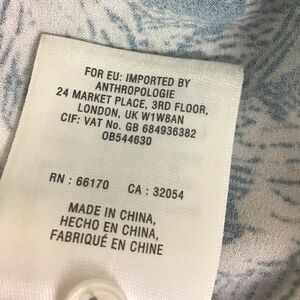 FOR EU: IMPORTED BY
ANTHROPOLOGIE
24 MARKET PLACE, 3RD FLOOR,
LONDON, UK W1W8AN
CIF: VAT No. GB 684936382
OB544630
RN : 66170 CA : 32054
MADE IN CHINA,
HECHO EN CHINA,
FABRIQUÉ EN CHINE